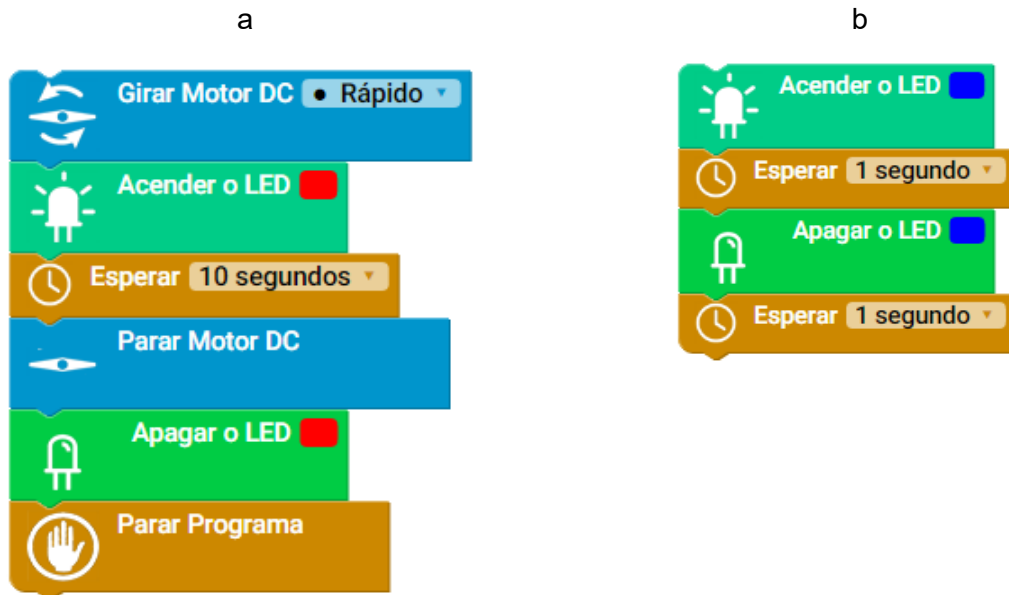 a
Girar Motor DC • Rápido
Acender o LED
Esperar 10 segundos
Parar Motor DC
Apagar o LED
Parar Programa
b
Acender o LED
Esperar 1 segundo
Apagar o LED
Esperar 1 segundo